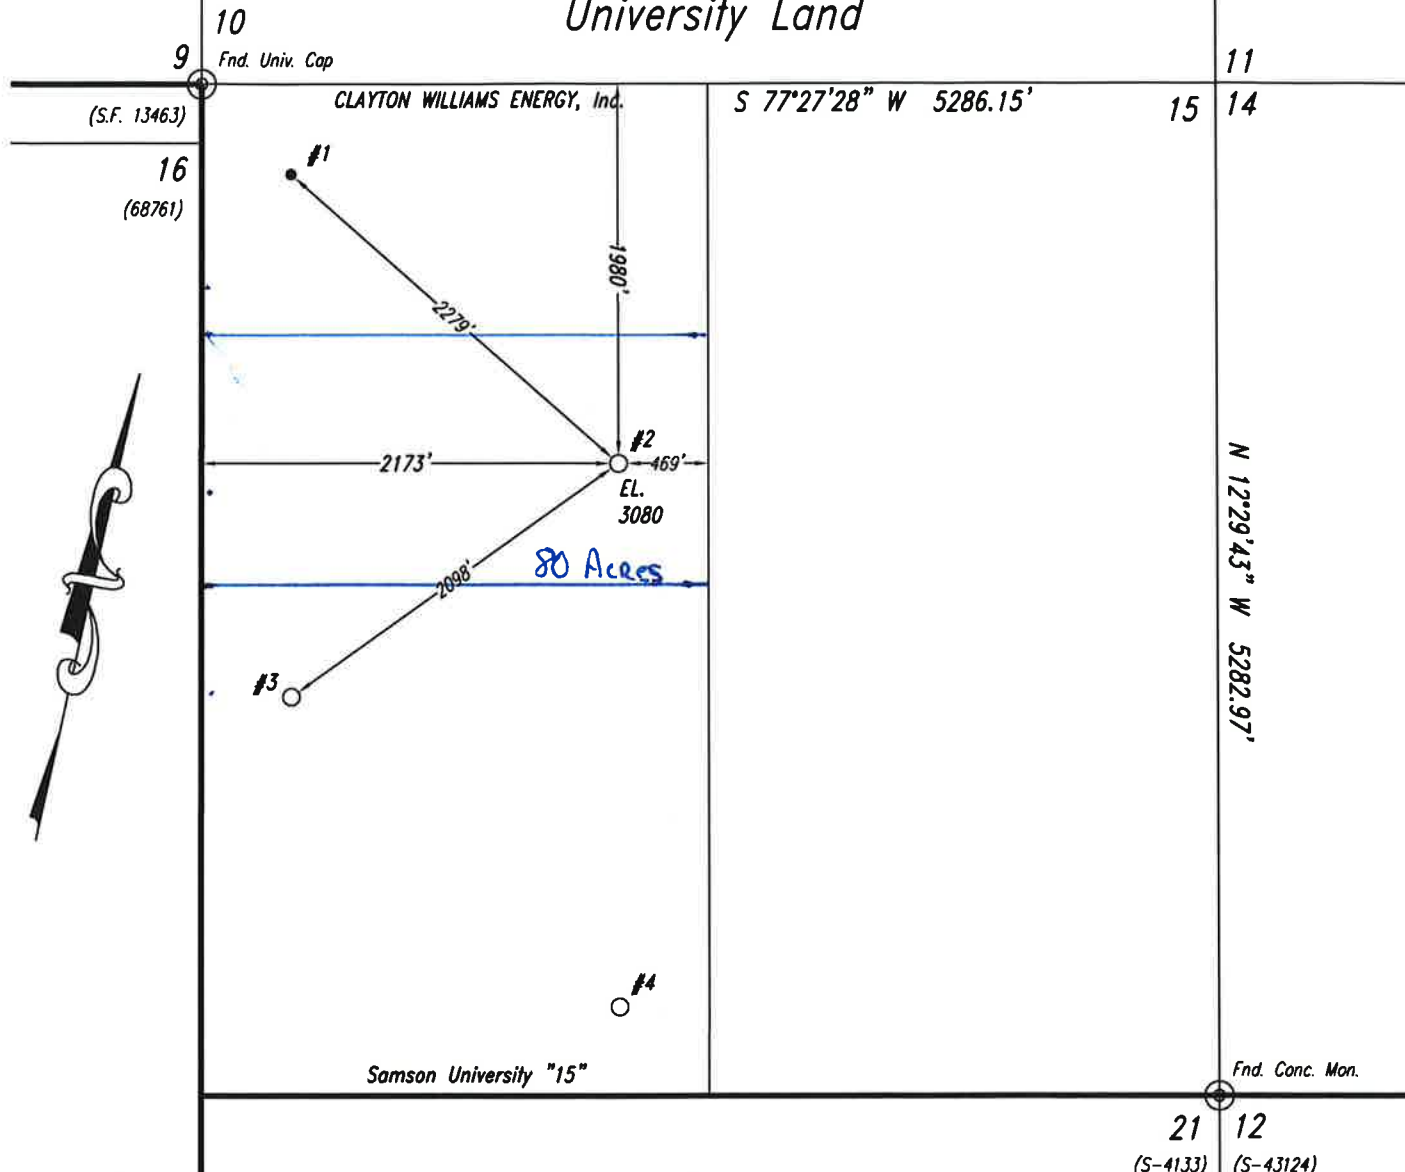 University Land
10
9
Fnd. Univ. Cap
11
(S.F. 13463)
CLAYTON WILLIAMS ENERGY, Inc.
S 77°27'28" W 5286.15'
15
14
#1
16
(68761)
1980'
2279'
#2
2173'
469'
EL.
3080
N 12°29'43" W 5282.97'
80 Acres
2098'
#3
#4
Samson University "15"
Fnd. Conc. Mon.
21
12
(S-4133)
(S-43124)